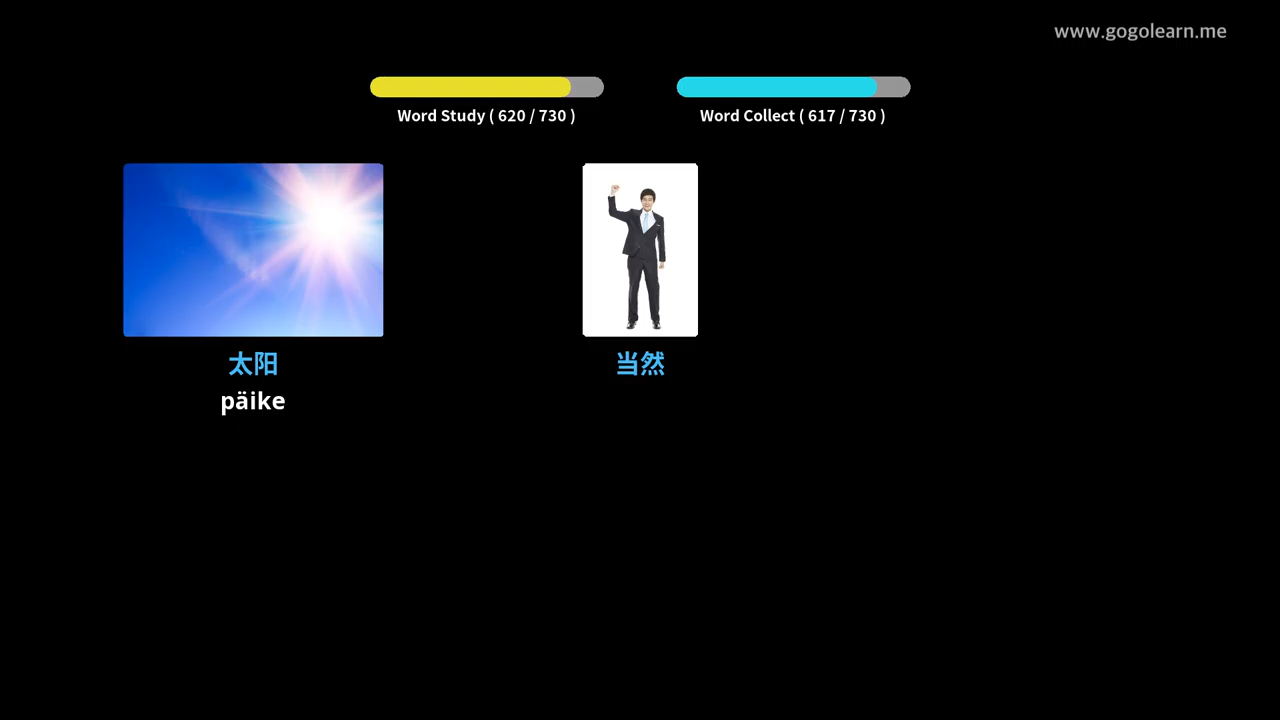 www.gogolearn.me
Word Study ( 620 / 730 )
Word Collect ( 617 / 730 )
太阳
päike
当然